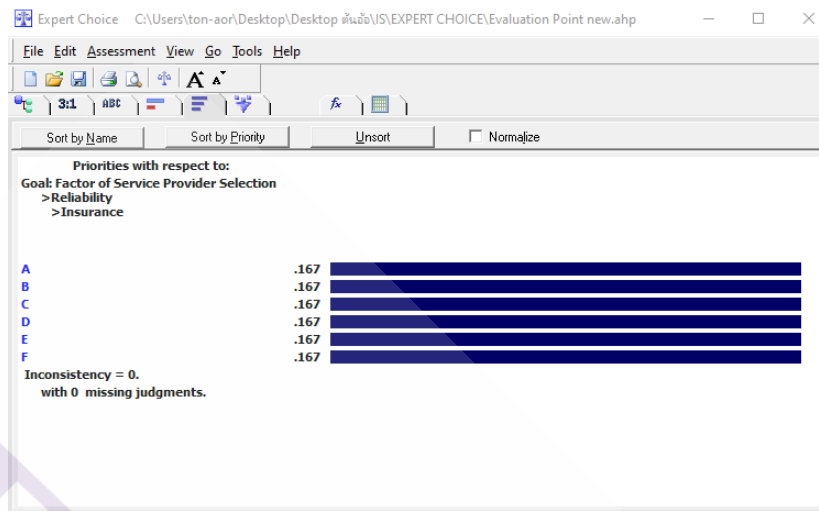 Expert Choice C:\Users\ton-aor\Desktop\Desktop ต้นอ้อ\IS\EXPERT CHOICE\Evaluation Point new.ahp
File Edit Assessment View Go Tools Help
A A
3:1 ABC fx
Sort by Name Sort by Priority Unsort Normalize
Priorities with respect to:
Goal: Factor of Service Provider Selection
>Reliability
>Insurance
A .167
B .167
C .167
D .167
E .167
F .167
Inconsistency = 0.
with 0 missing judgments.